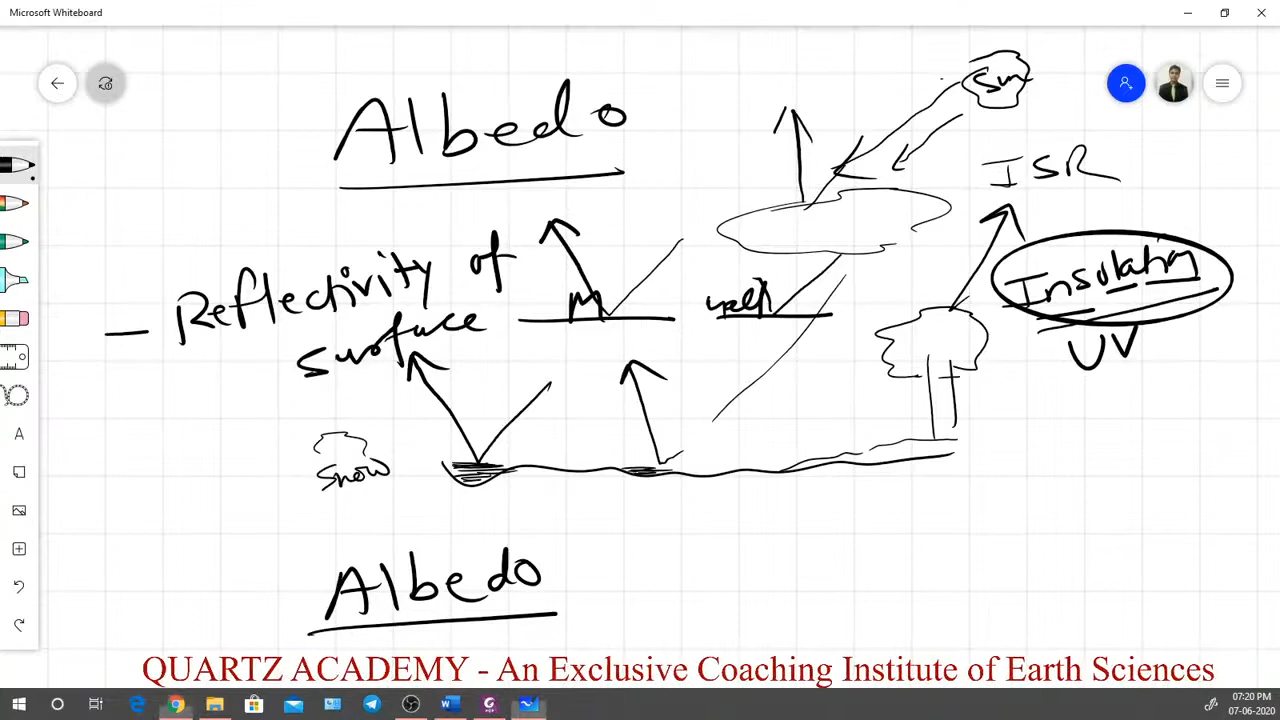 Microsoft Whiteboard
Albedo
Sun
ISR
- Reflectivity of
surface
M
Insolation
UV
Snow
Albedo
QUARTZ ACADEMY - An Exclusive Coaching Institute of Earth Sciences
07:20 PM
07-06-2020